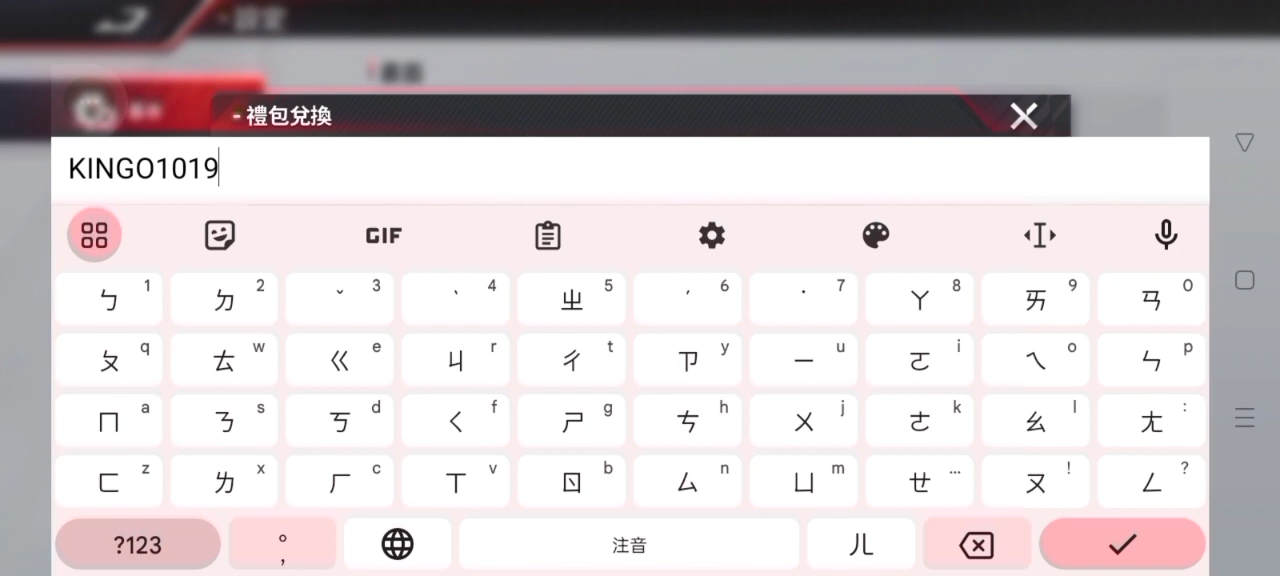 - 設定
- 禮包兌換
KINGO1019
GIF
ㄅ 1 ㄉ 2 ˇ 3 ˋ 4 ㄓ 5 ˊ 6 ˙ 7 ㄚ 8 ㄞ 9 ㄢ 0
ㄆ q ㄊ w ㄍ e ㄐ r ㄔ t ㄗ y ㄧ u ㄛ i ㄟ o ㄣ p
ㄇ a ㄋ s ㄎ d ㄑ f ㄕ g ㄘ h ㄨ j ㄜ k ㄠ l ㄤ :
ㄈ z ㄌ x ㄏ c ㄒ v ㄖ b ㄙ n ㄩ m ㄝ … ㄡ ! ㄥ ?
?123 ° , 注音 ㄦ